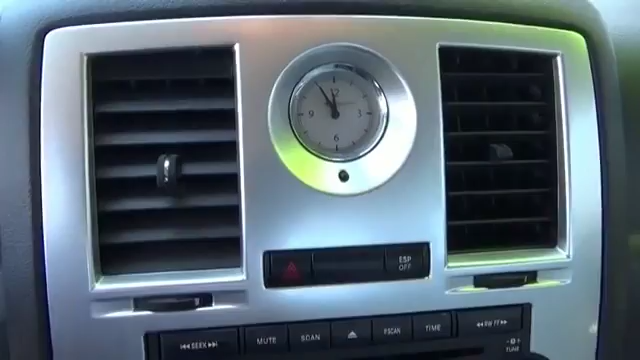 12
9 3
6
ESP
OFF
SEEK MUTE SCAN PSCAN TIME RW FF
TUNE